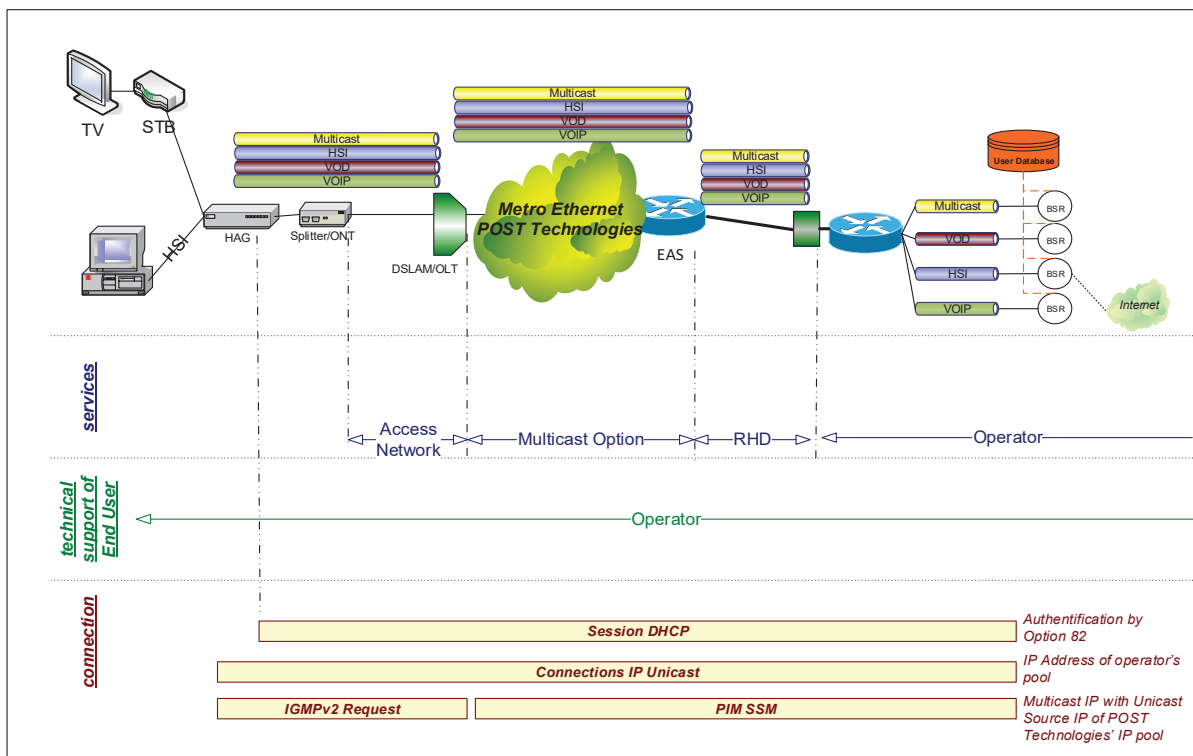 TV
STB
HSI
HAG
Splitter/ONT
Multicast
HSI
VOD
VOIP
DSLAM/OLT
Multicast
HSI
VOD
VOIP
Metro Ethernet
POST Technologies
EAS
Multicast
HSI
VOD
VOIP
User Database
Multicast
BSR
VOD
BSR
HSI
BSR
VOIP
BSR
Internet
services
Access
Network
Multicast Option
RHD
Operator
technical
support of
End User
Operator
connection
Session DHCP
Authentification by
Option 82
Connections IP Unicast
IP Address of operator's
pool
IGMPv2 Request
PIM SSM
Multicast IP with Unicast
Source IP of POST
Technologies' IP pool